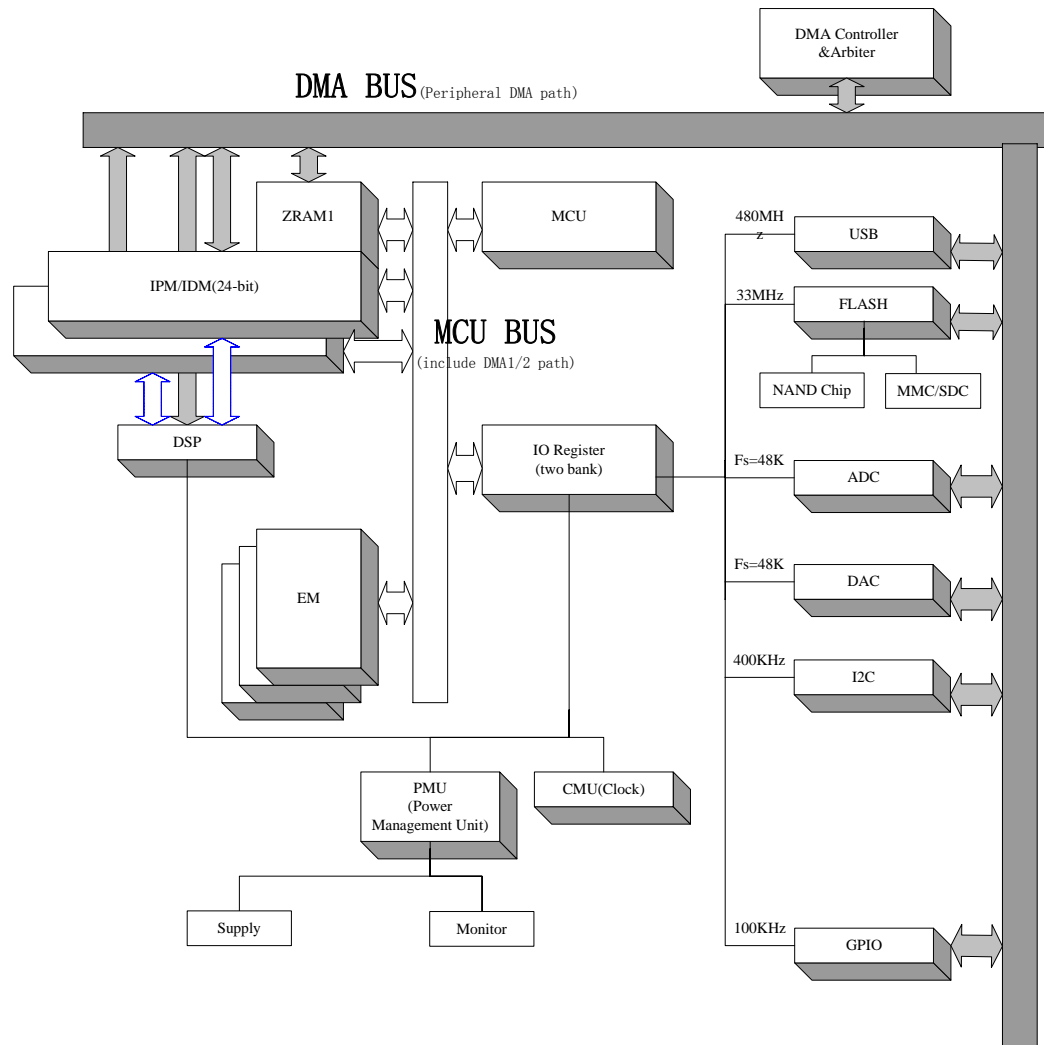 DMA Controller
&Arbiter
DMA BUS(Peripheral DMA path)
ZRAM1
MCU
480MH
z
USB
IPM/IDM(24-bit)
33MHz
FLASH
MCU BUS
(include DMA1/2 path)
NAND Chip
MMC/SDC
DSP
IO Register
(two bank)
Fs=48K
ADC
EM
Fs=48K
DAC
400KHz
I2C
PMU
(Power
Management Unit)
CMU(Clock)
Supply
Monitor
100KHz
GPIO